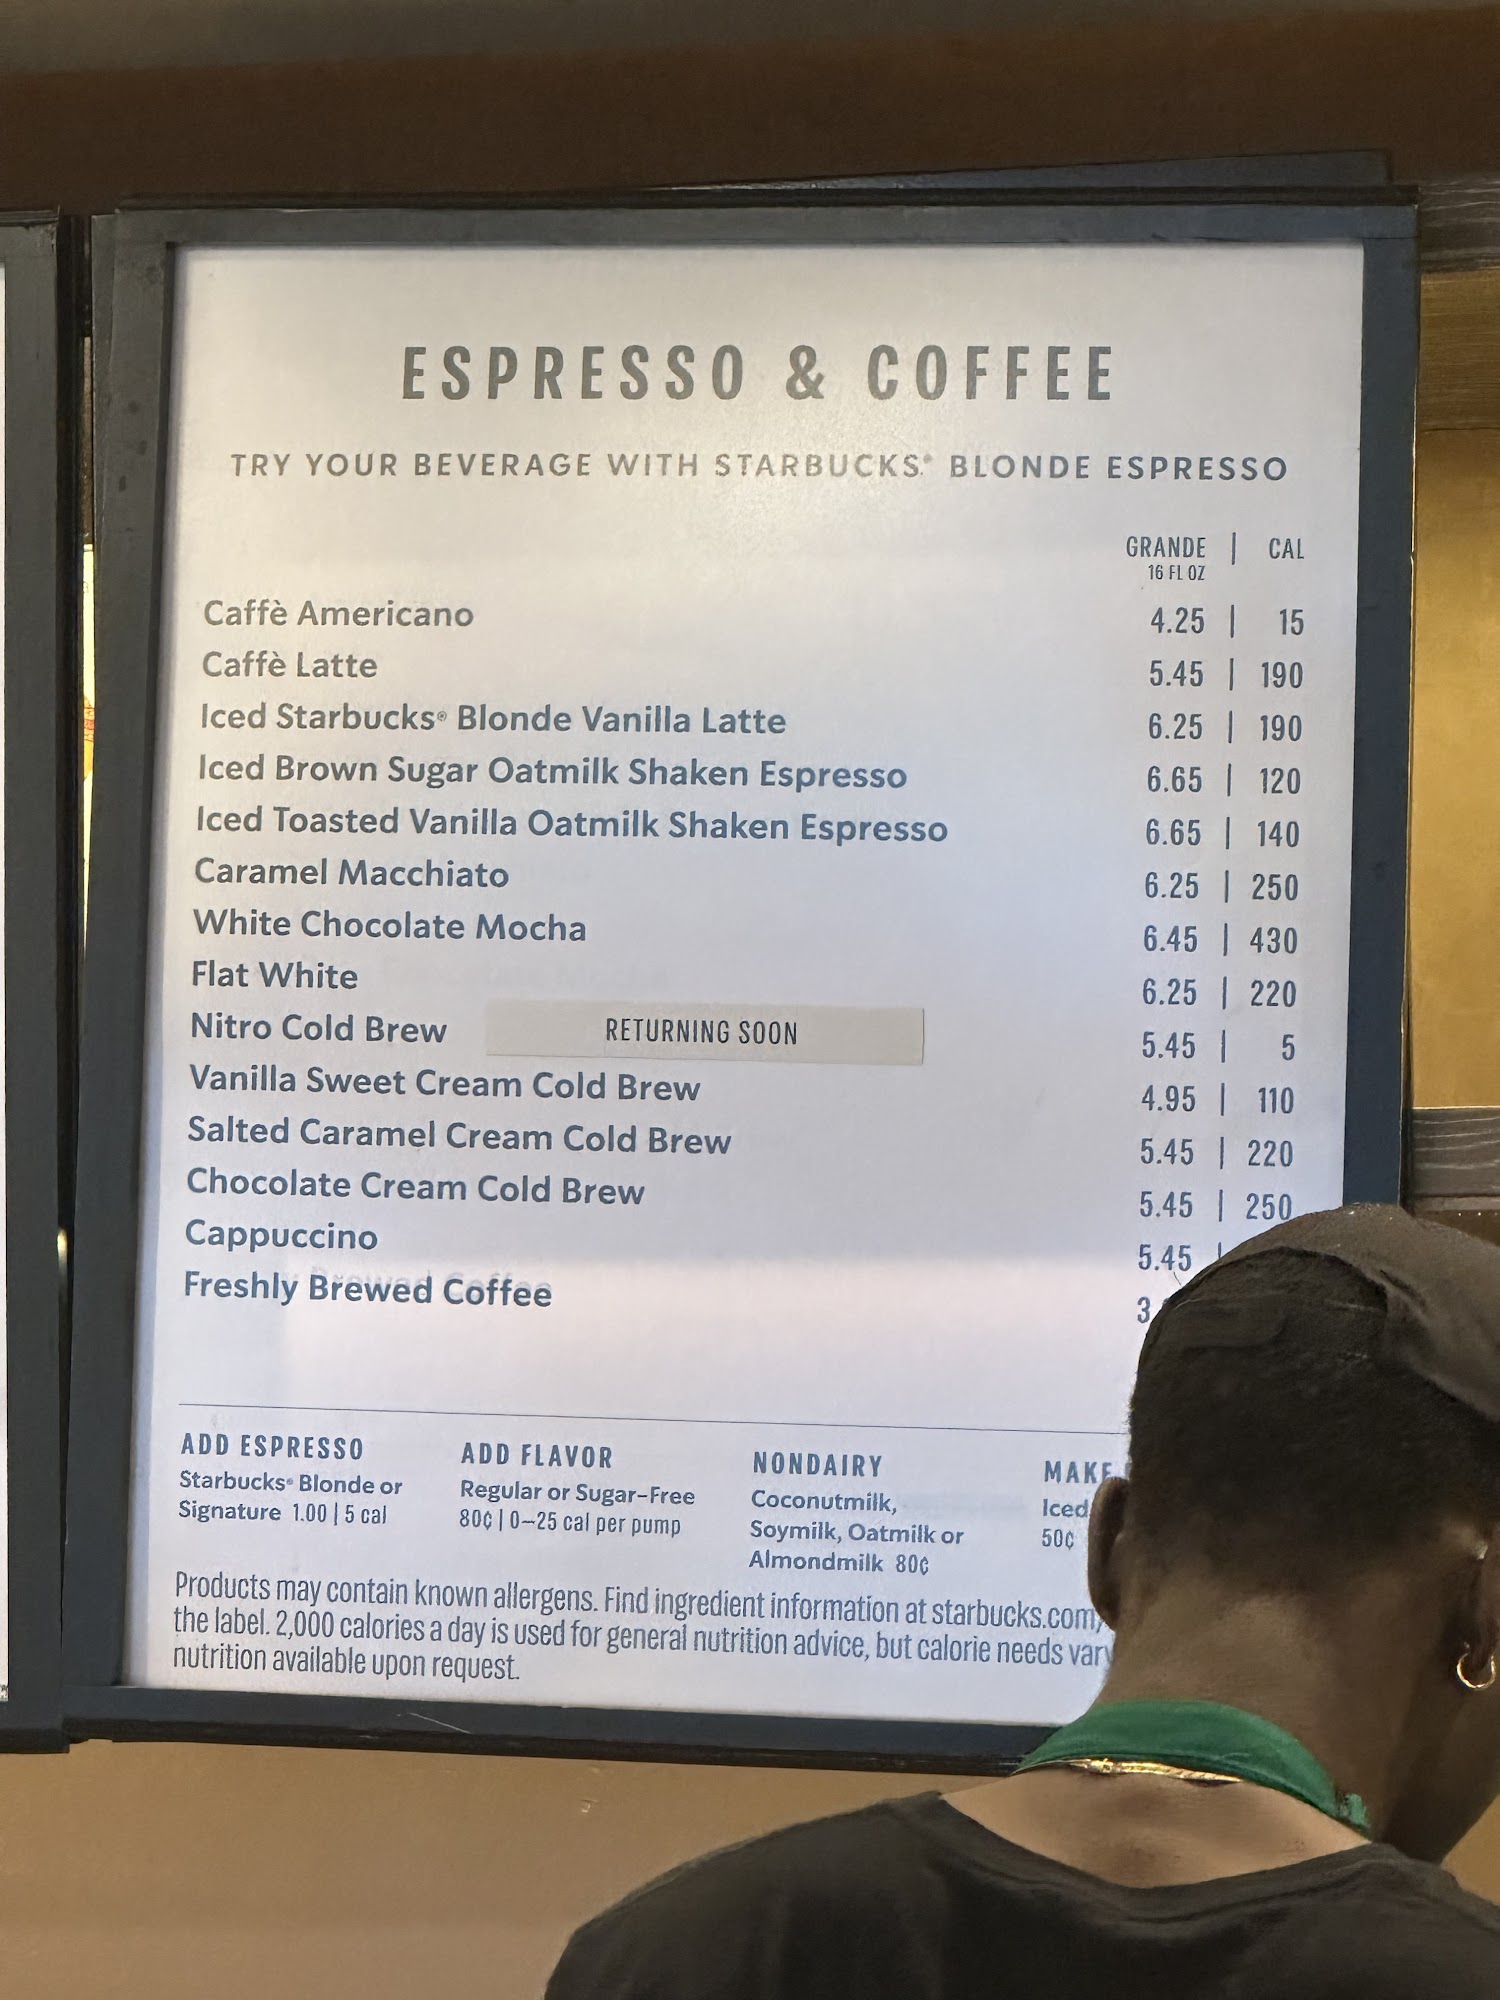 ESPRESSO & COFFEE
TRY YOUR BEVERAGE WITH STARBUCKS® BLONDE ESPRESSO
GRANDE | CAL
16 FL OZ
Caffè Americano 4.25 | 15
Caffè Latte 5.45 | 190
Iced Starbucks® Blonde Vanilla Latte 6.25 | 190
Iced Brown Sugar Oatmilk Shaken Espresso 6.65 | 120
Iced Toasted Vanilla Oatmilk Shaken Espresso 6.65 | 140
Caramel Macchiato 6.25 | 250
White Chocolate Mocha 6.45 | 430
Flat White 6.25 | 220
Nitro Cold Brew RETURNING SOON 5.45 | 5
Vanilla Sweet Cream Cold Brew 4.95 | 110
Salted Caramel Cream Cold Brew 5.45 | 220
Chocolate Cream Cold Brew 5.45 | 250
Cappuccino 5.45 |
Freshly Brewed Coffee
ADD ESPRESSO
Starbucks® Blonde or
Signature 1.00 | 5 cal
ADD FLAVOR
Regular or Sugar-Free
80¢ | 0–25 cal per pump
NONDAIRY
Coconutmilk,
Soymilk, Oatmilk or
Almondmilk 80¢
MAKE
Iced
50¢
Products may contain known allergens. Find ingredient information at starbucks.com
the label. 2,000 calories a day is used for general nutrition advice, but calorie needs vary
nutrition available upon request.